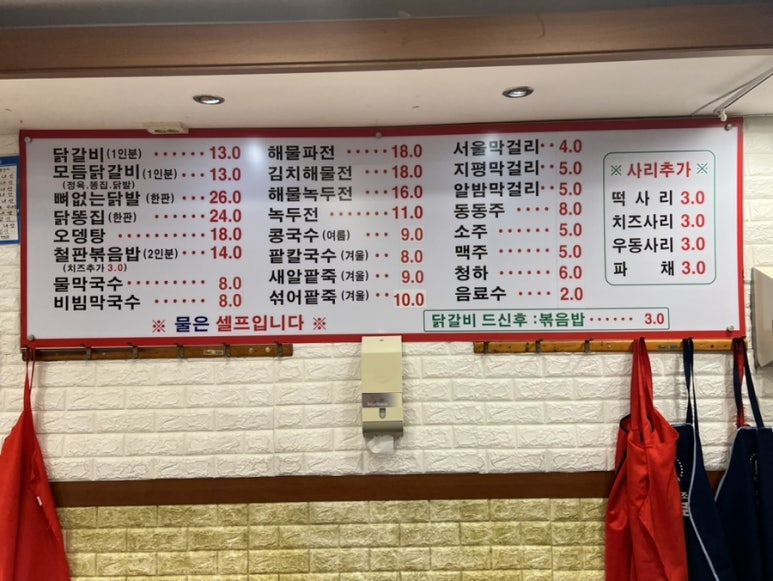 닭갈비(1인분) ······ 13.0
모듬닭갈비(1인분) ···· 13.0
(정육.똥집.닭발)
뼈없는닭발(한판) ··· 26.0
닭똥집(한판) ······· 24.0
오뎅탕 ············ 18.0
철판볶음밥(2인분) ··· 14.0
(치즈추가 3.0)
물막국수 ··········· 8.0
비빔막국수 ········· 8.0
해물파전 ······· 18.0
김치해물전 ····· 18.0
해물녹두전 ····· 16.0
녹두전 ········ 11.0
콩국수(여름) ··· 9.0
팥칼국수(겨울) ·· 8.0
새알팥죽(겨울) ·· 9.0
섞어팥죽(겨울) ·· 10.0
서울막걸리·· 4.0
지평막걸리·· 5.0
알밤막걸리·· 5.0
동동주 ····· 8.0
소주 ······ 5.0
맥주 ······ 5.0
청하 ······ 6.0
음료수 ···· 2.0
※ 사리추가 ※
떡 사 리 3.0
치즈사리 3.0
우동사리 3.0
파 채 3.0
※ 물은 셀프입니다 ※
닭갈비 드신후 : 볶음밥 ······ 3.0